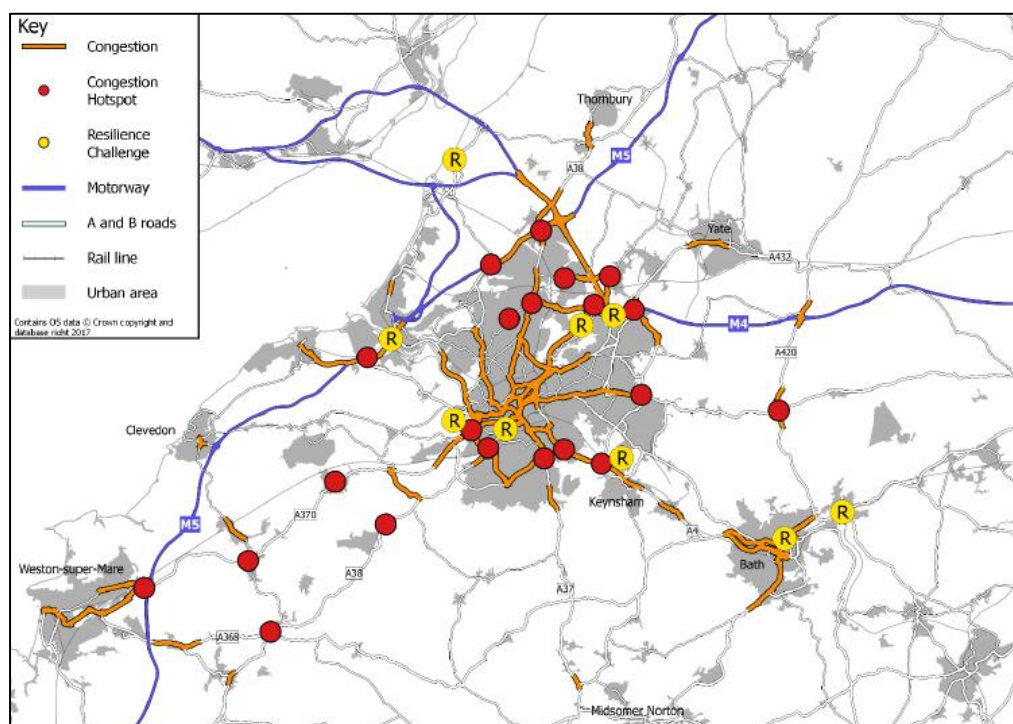 Key
Congestion
Congestion
Hotspot
Resilience
Challenge
Motorway
A and B roads
Rail line
Urban area
Contains OS data © Crown copyright and
database right 2017
Thornbury
R
A38
M5
Yate
A432
R
R
R
M4
A420
Clevedon
R
R
R
Keynsham
A370
M5
A4
R
R
Bath
A38
Weston-super-Mare
A37
A368
Midsomer Norton